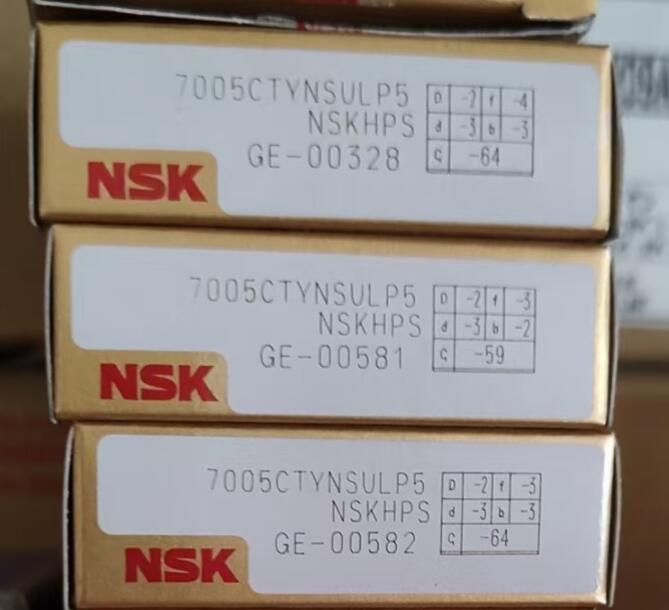 7005CTYNSULP5
D -2 f -4
NSKHPS
d -3 b -3
GE-00328
C -64
NSK
7005CTYNSULP5
D -2 f -3
NSKHPS
d -3 b -2
GE-00581
C -59
NSK
7005CTYNSULP5
D -2 f -3
NSKHPS
d -3 b -3
GE-00582
C -64
NSK